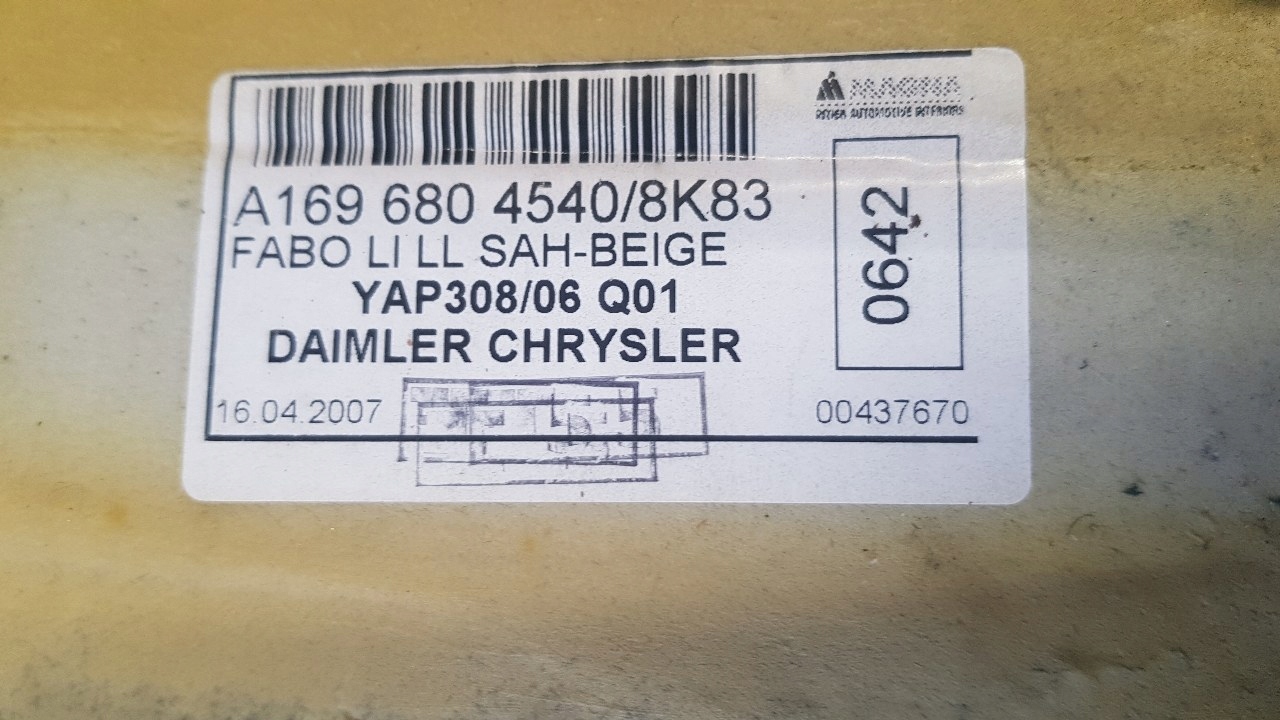 MAGNA
A169 680 4540/8K83
FABO LI LL SAH-BEIGE
YAP308/06 Q01
DAIMLER CHRYSLER
0642
16.04.2007
00437670